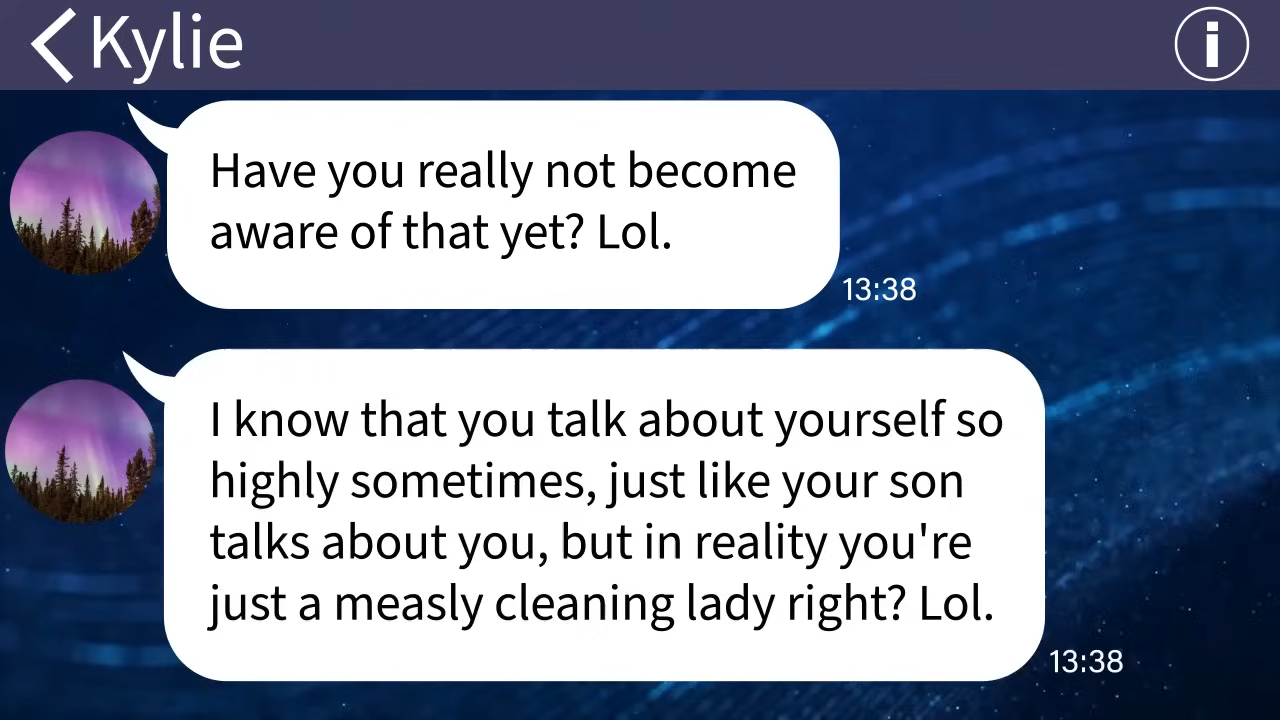 Kylie
Have you really not become
aware of that yet? Lol.
13:38
I know that you talk about yourself so
highly sometimes, just like your son
talks about you, but in reality you're
just a measly cleaning lady right? Lol.
13:38